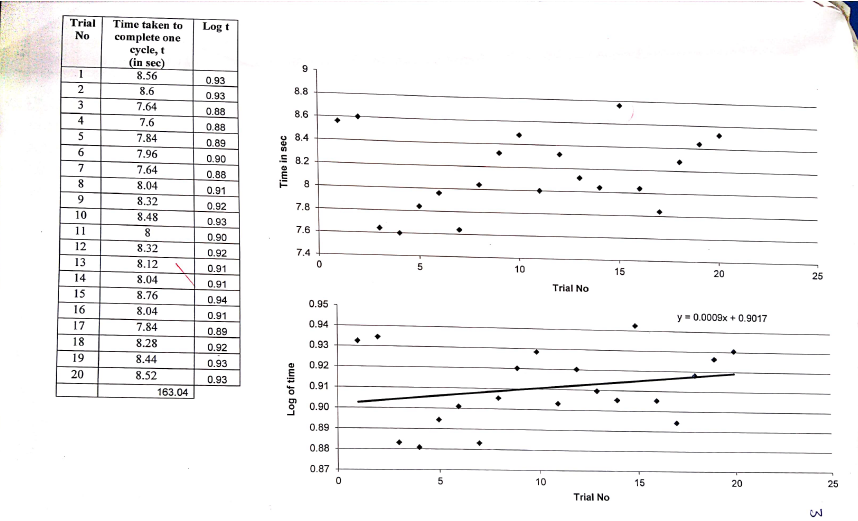 Trial No | Time taken to complete one cycle, t (in sec) | Log t
1 | 8.56 | 0.93
2 | 8.6 | 0.93
3 | 7.64 | 0.88
4 | 7.6 | 0.88
5 | 7.84 | 0.89
6 | 7.96 | 0.90
7 | 7.64 | 0.88
8 | 8.04 | 0.91
9 | 8.32 | 0.92
10 | 8.48 | 0.93
11 | 8 | 0.90
12 | 8.32 | 0.92
13 | 8.12 | 0.91
14 | 8.04 | 0.91
15 | 8.76 | 0.94
16 | 8.04 | 0.91
17 | 7.84 | 0.89
18 | 8.28 | 0.92
19 | 8.44 | 0.93
20 | 8.52 | 0.93
163.04
Time in sec
9
8.8
8.6
8.4
8.2
8
7.8
7.6
7.4
0 5 10 15 20 25
Trial No
y = 0.0009x + 0.9017
Log of time
0.95
0.94
0.93
0.92
0.91
0.90
0.89
0.88
0.87
0 5 10 15 20 25
Trial No
3